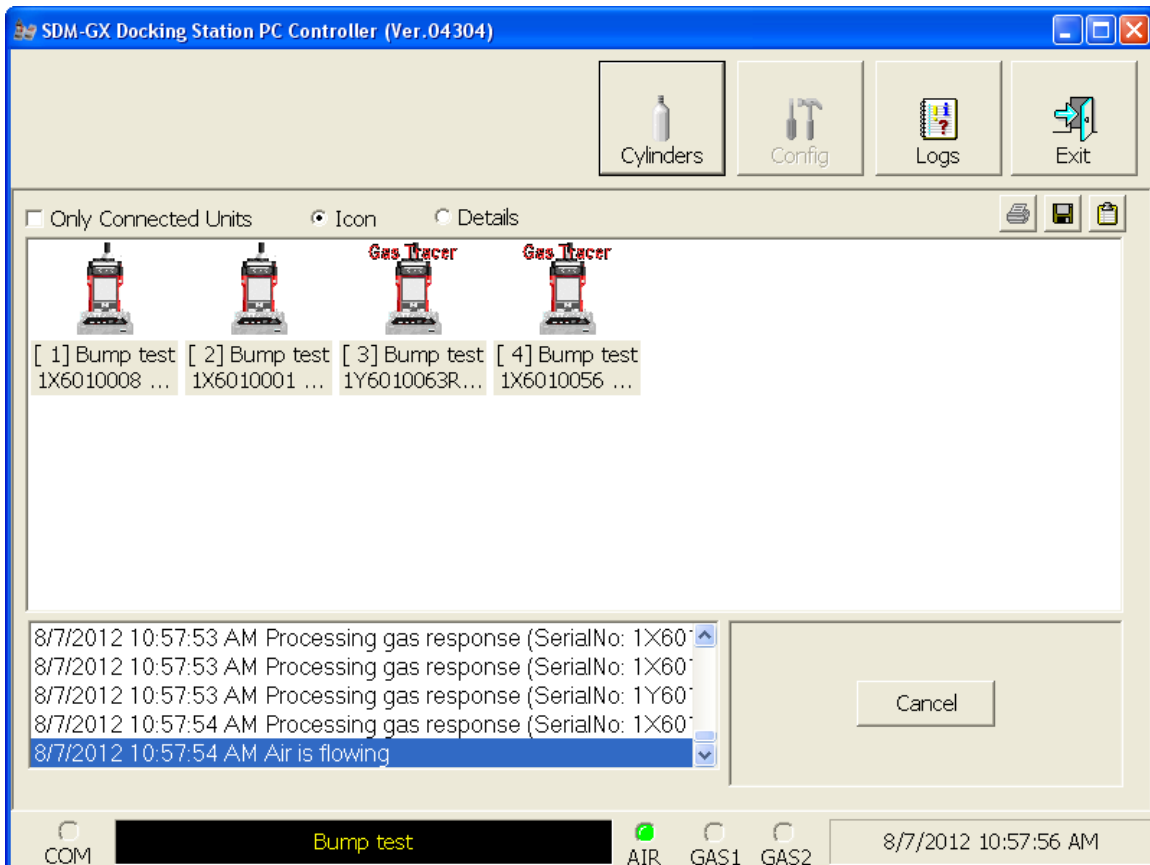 SDM-GX Docking Station PC Controller (Ver.04304)
Cylinders
Config
Logs
Exit
Only Connected Units
Icon
Details
Gas Tracer
Gas Tracer
[ 1] Bump test
1X6010008 ...
[ 2] Bump test
1X6010001 ...
[ 3] Bump test
1Y6010063R...
[ 4] Bump test
1X6010056 ...
8/7/2012 10:57:53 AM Processing gas response (SerialNo: 1X601
8/7/2012 10:57:53 AM Processing gas response (SerialNo: 1X601
8/7/2012 10:57:53 AM Processing gas response (SerialNo: 1Y601
8/7/2012 10:57:54 AM Processing gas response (SerialNo: 1X601
8/7/2012 10:57:54 AM Air is flowing
Cancel
COM
Bump test
AIR
GAS1
GAS2
8/7/2012 10:57:56 AM